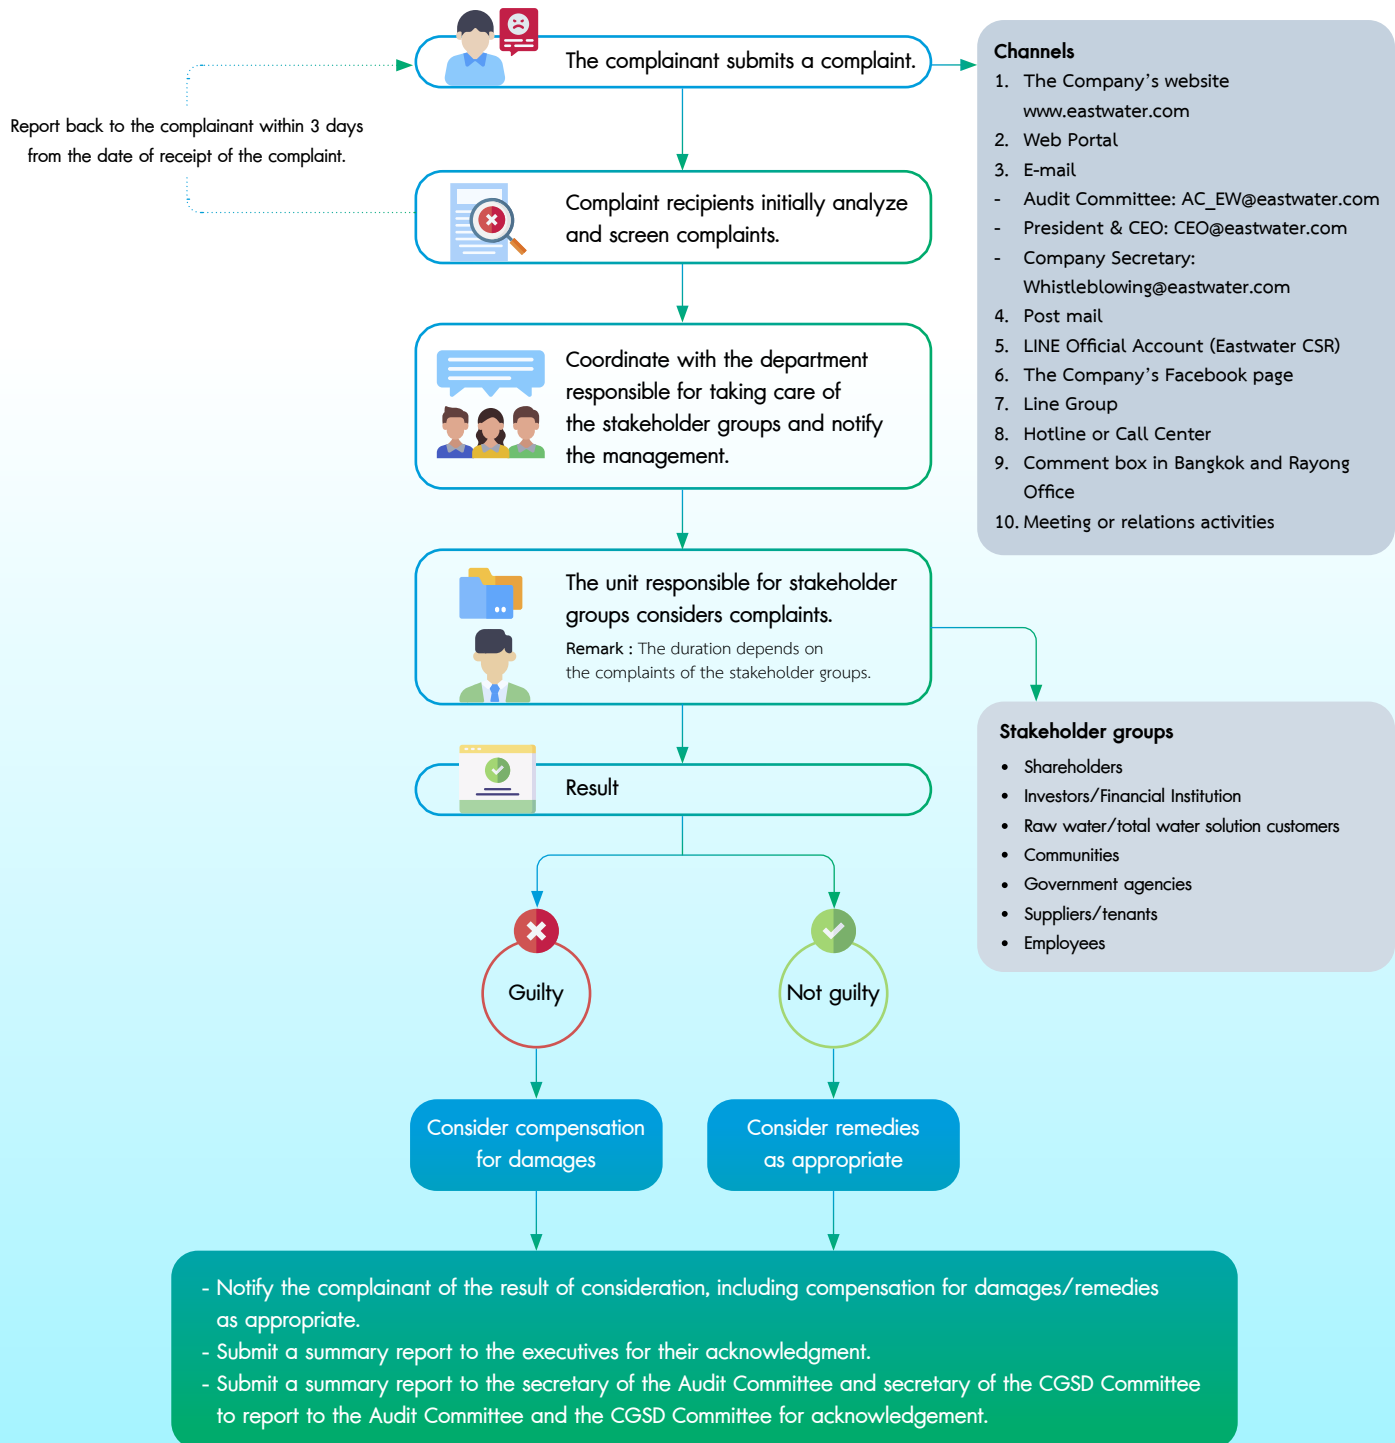 The complainant submits a complaint.
Report back to the complainant within 3 days
from the date of receipt of the complaint.
Channels
1. The Company's website
www.eastwater.com
2. Web Portal
3. E-mail
- Audit Committee: AC_EW@eastwater.com
- President & CEO: CEO@eastwater.com
- Company Secretary:
Whistleblowing@eastwater.com
4. Post mail
5. LINE Official Account (Eastwater CSR)
6. The Company's Facebook page
7. Line Group
8. Hotline or Call Center
9. Comment box in Bangkok and Rayong
Office
10. Meeting or relations activities
Complaint recipients initially analyze
and screen complaints.
Coordinate with the department
responsible for taking care of
the stakeholder groups and notify
the management.
The unit responsible for stakeholder
groups considers complaints.
Remark : The duration depends on
the complaints of the stakeholder groups.
Stakeholder groups
• Shareholders
• Investors/Financial Institution
• Raw water/total water solution customers
• Communities
• Government agencies
• Suppliers/tenants
• Employees
Result
Guilty
Not guilty
Consider compensation
for damages
Consider remedies
as appropriate
- Notify the complainant of the result of consideration, including compensation for damages/remedies
as appropriate.
- Submit a summary report to the executives for their acknowledgment.
- Submit a summary report to the secretary of the Audit Committee and secretary of the CGSD Committee
to report to the Audit Committee and the CGSD Committee for acknowledgement.